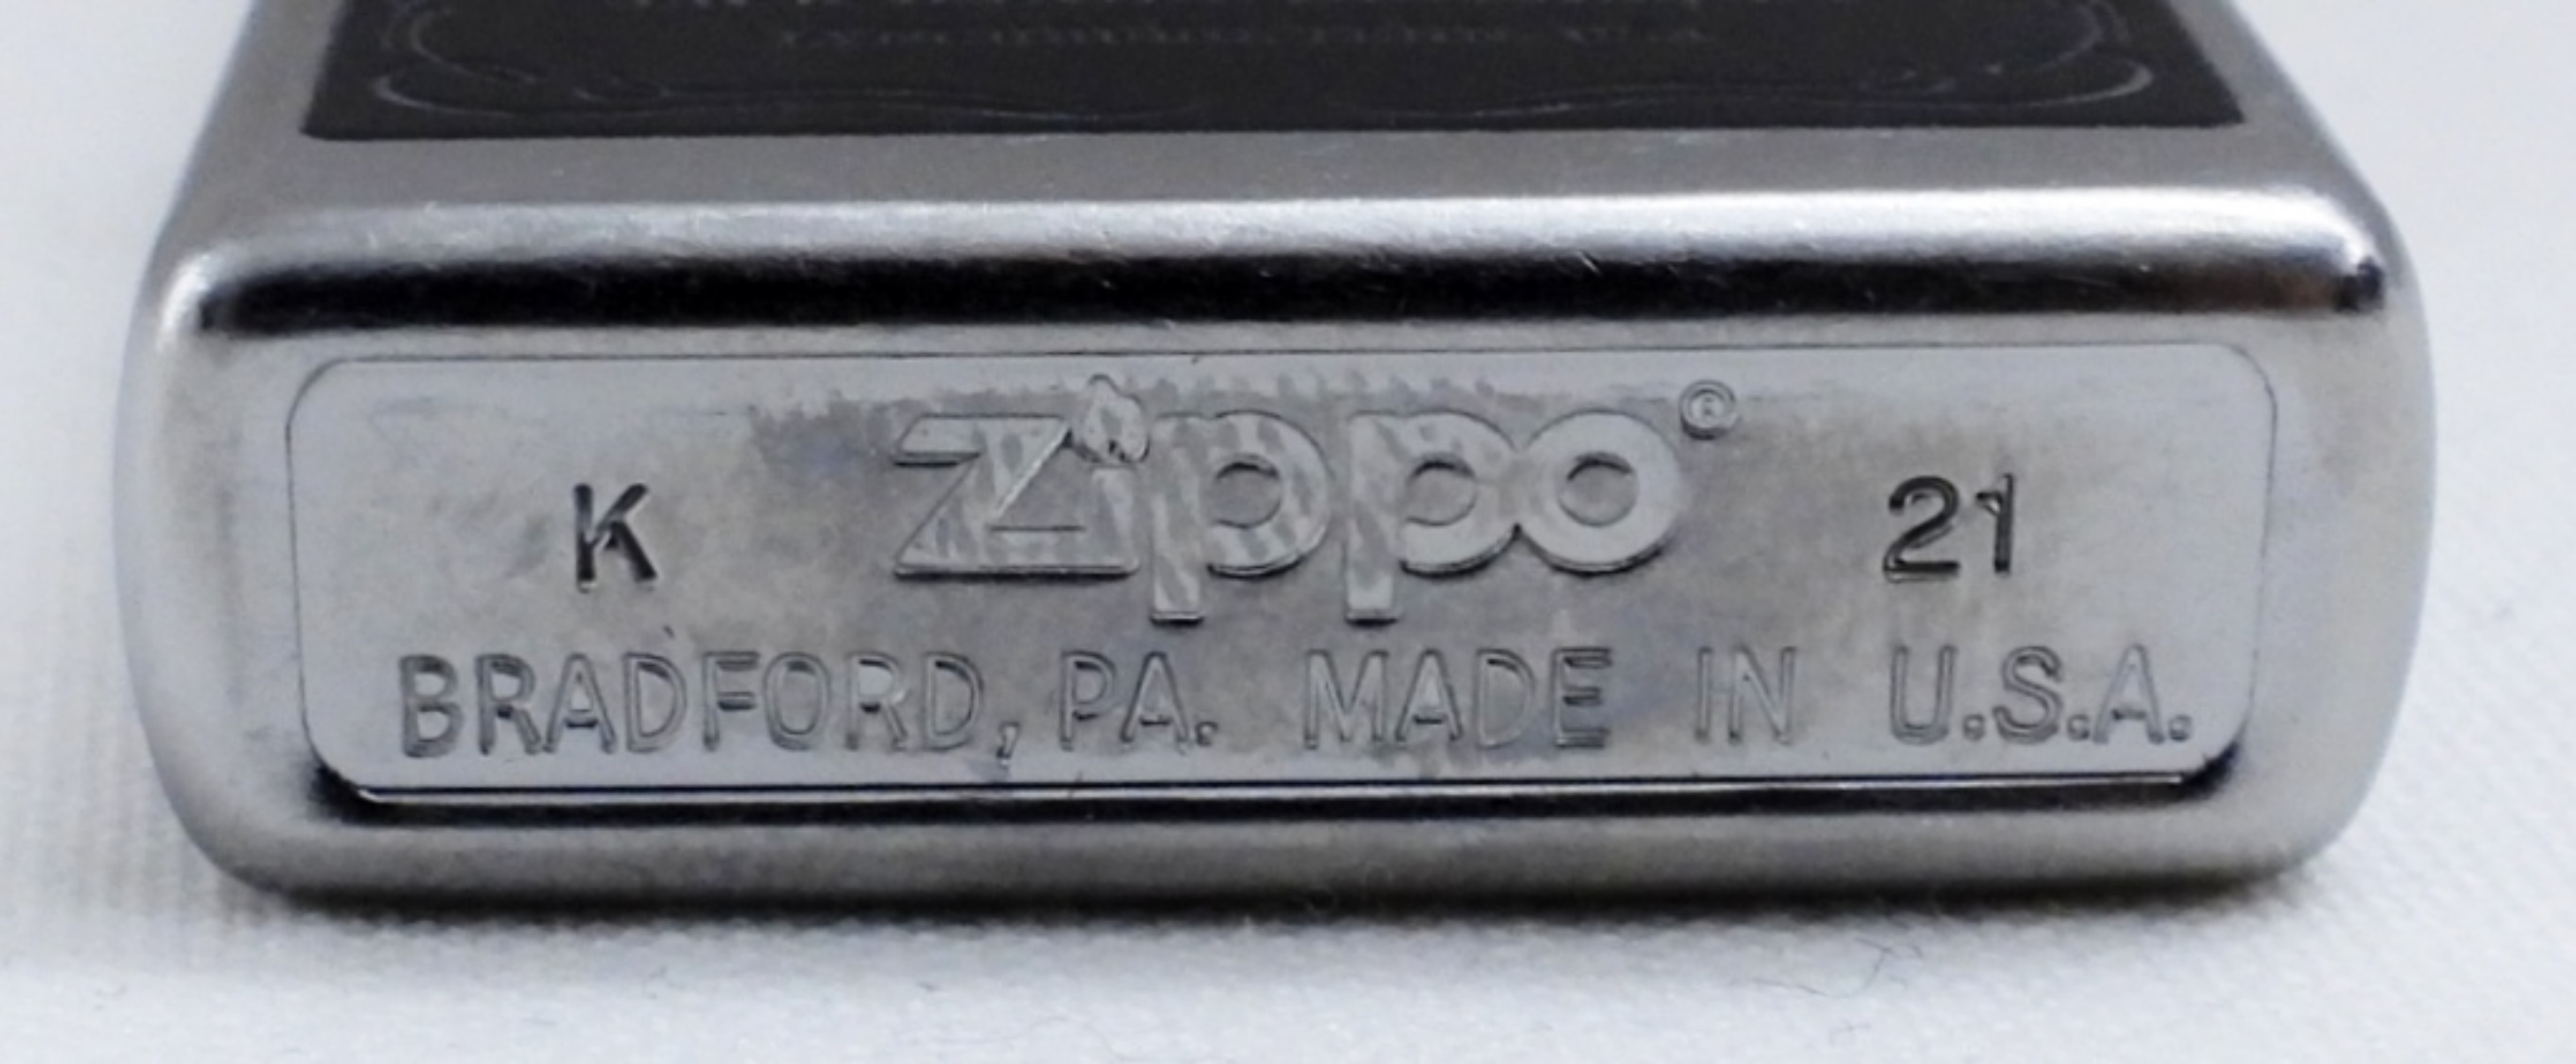 K Zippo® 21
BRADFORD, PA. MADE IN U.S.A.